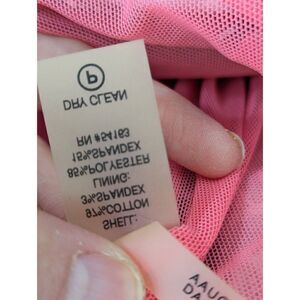 SHELL:
97%COTTON
3%SPANDEX
LINING:
85%POLYESTER
15%SPANDEX
RN #54163
DRY CLEAN
P